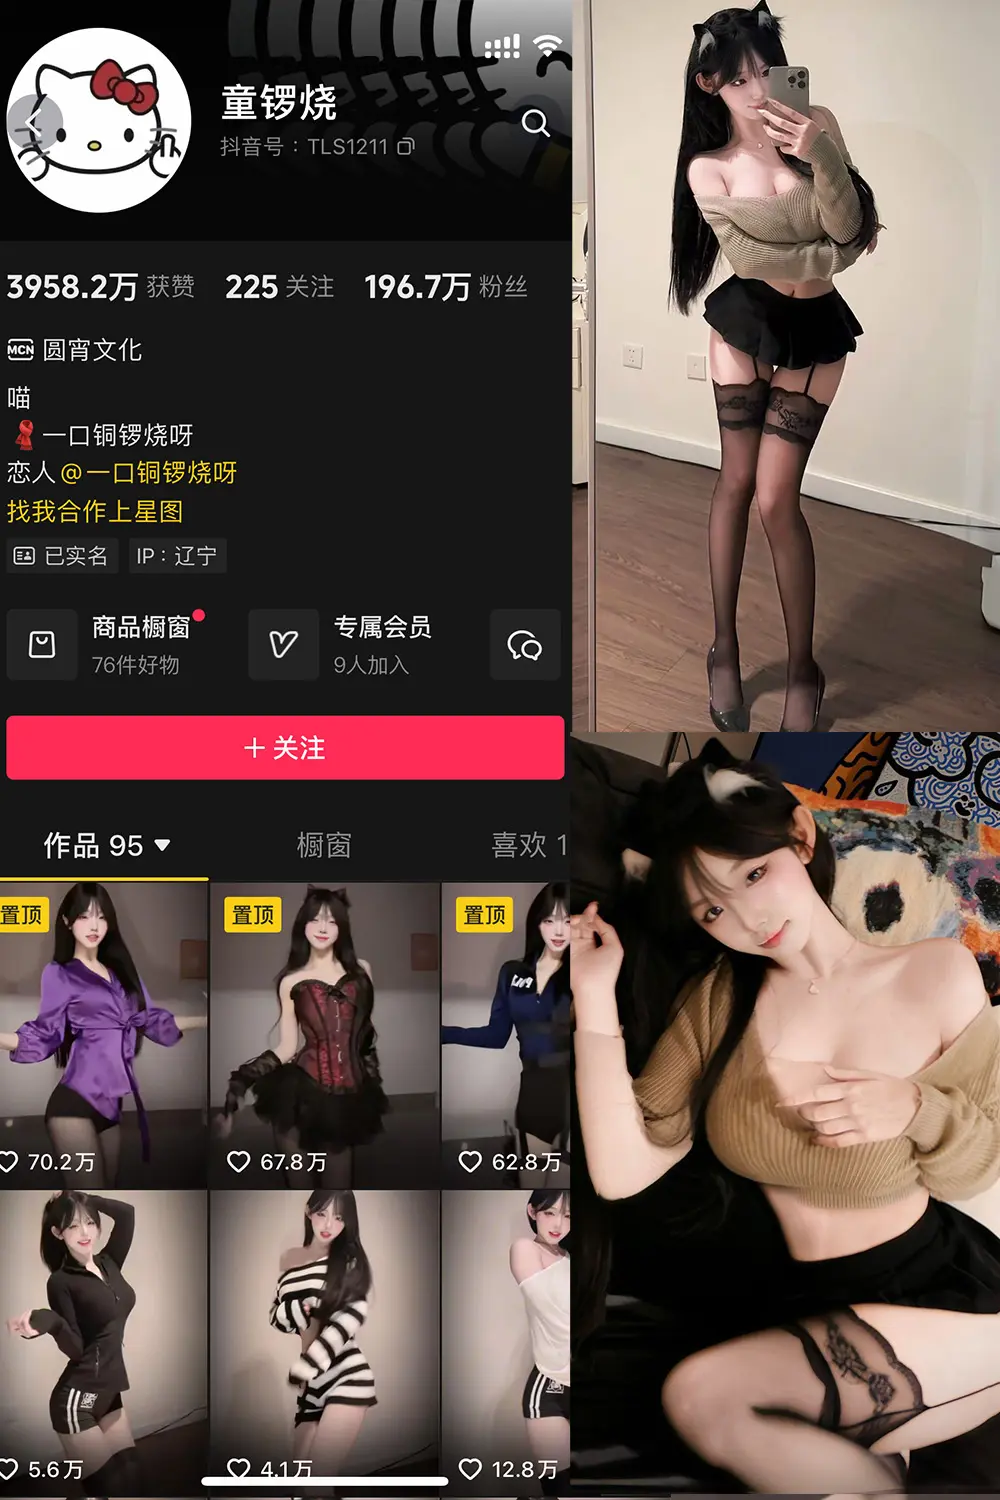 童锣烧
抖音号：TLS1211
3958.2万 获赞 225 关注 196.7万 粉丝
MCN 圆宵文化
喵
一口铜锣烧呀
恋人@一口铜锣烧呀
找我合作上星图
已实名 IP：辽宁
商品橱窗 专属会员
76件好物 9人加入
+ 关注
作品 95 橱窗 喜欢 1
置顶 置顶 置顶
70.2万 67.8万 62.8万
5.6万 4.1万 12.8万